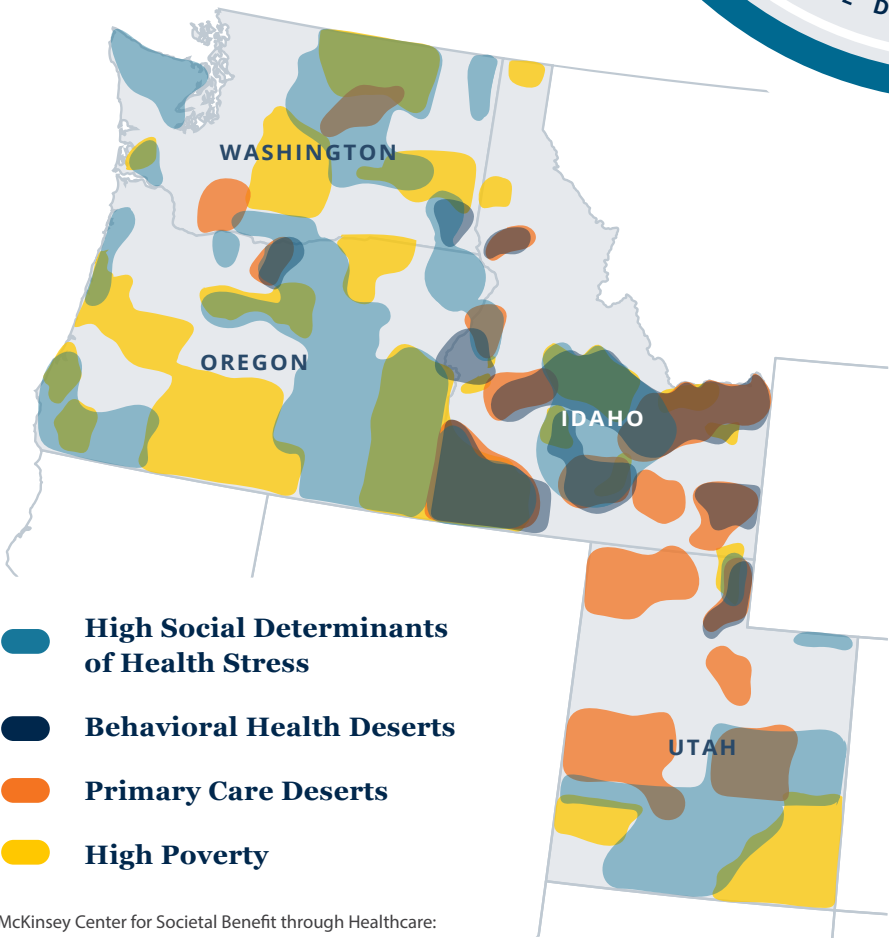 WASHINGTON
OREGON
IDAHO
High Social Determinants
of Health Stress
Behavioral Health Deserts
UTAH
Primary Care Deserts
High Poverty
McKinsey Center for Societal Benefit through Healthcare: